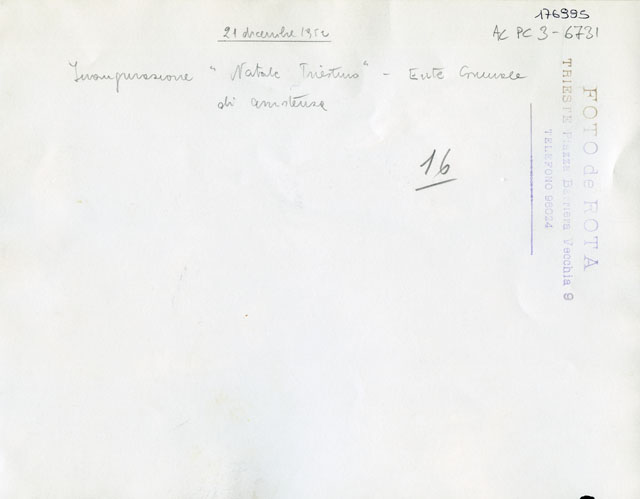 176995
AC PC 3-6731
21 dicembre 1952
Inaugurazione "Natale Triestino" - Ente Comunale
di assistenza
16
FOTO de ROTA
TRIESTE Piazza Barriera Vecchia 9
TELEFONO 96024